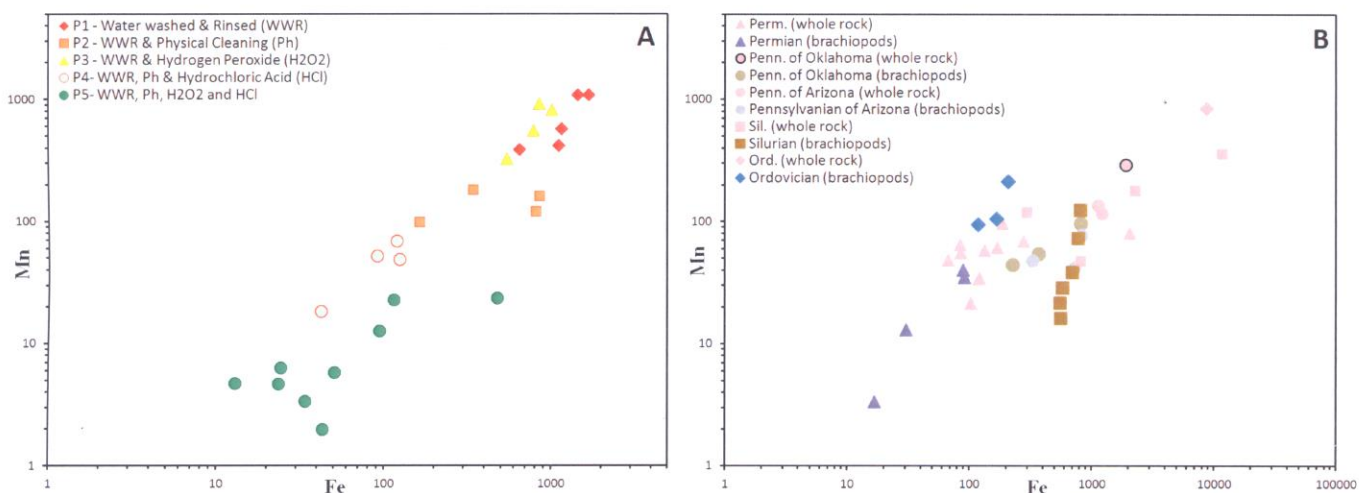 P1 - Water washed & Rinsed (WWR)
P2 - WWR & Physical Cleaning (Ph)
P3 - WWR & Hydrogen Peroxide (H2O2)
P4- WWR, Ph & Hydrochloric Acid (HCl)
P5- WWR, Ph, H2O2 and HCl
A
1000
100
10
1
Mn
1
10
100
1000
Fe
Perm. (whole rock)
Permian (brachiopods)
Penn. of Oklahoma (whole rock)
Penn. of Oklahoma (brachiopods)
Penn. of Arizona (whole rock)
Pennsylvanian of Arizona (brachiopods)
Sil. (whole rock)
Silurian (brachiopods)
Ord. (whole rock)
Ordovician (brachiopods)
B
1000
100
10
1
Mn
1
10
100
1000
10000
100000
Fe